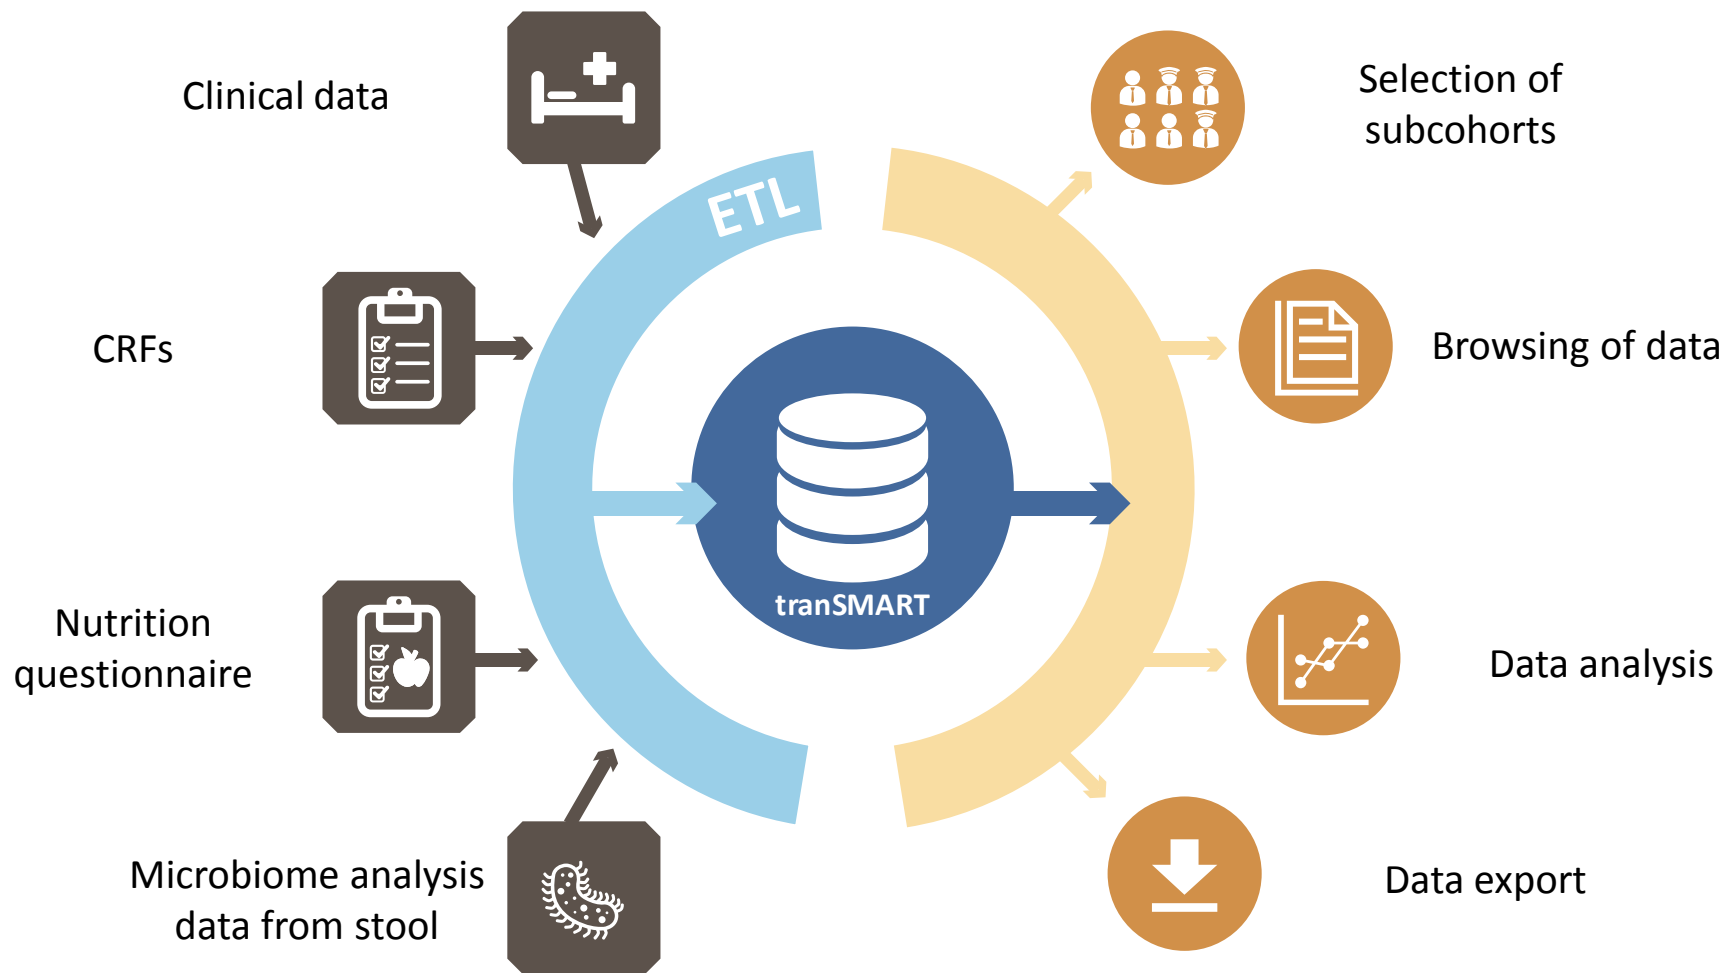 Clinical data
CRFs
Nutrition
questionnaire
Microbiome analysis
data from stool
ETL
tranSMART
Selection of
subcohorts
Browsing of data
Data analysis
Data export